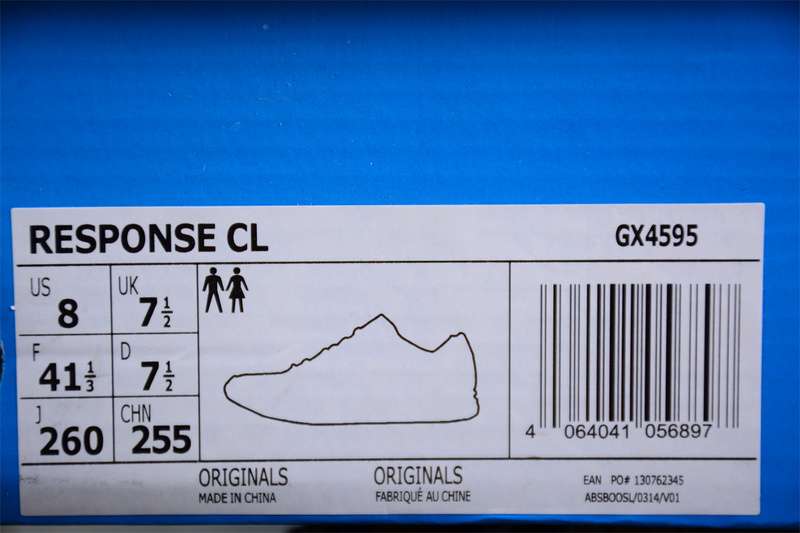 RESPONSE CL
GX4595
US 8
UK 7 1/2
F 41 1/3
D 7 1/2
J 260
CHN 255
4 064041 056897
ORIGINALS
MADE IN CHINA
ORIGINALS
FABRIQUÉ AU CHINE
EAN PO# 130762345
ABSBOOSL/0314/V01